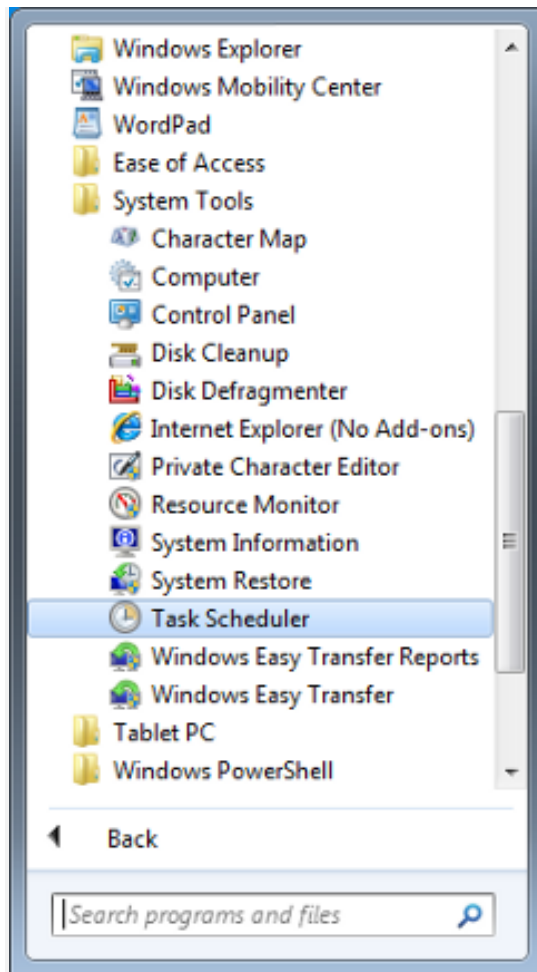 Windows Explorer
Windows Mobility Center
WordPad
Ease of Access
System Tools
Character Map
Computer
Control Panel
Disk Cleanup
Disk Defragmenter
Internet Explorer (No Add-ons)
Private Character Editor
Resource Monitor
System Information
System Restore
Task Scheduler
Windows Easy Transfer Reports
Windows Easy Transfer
Tablet PC
Windows PowerShell
Back
Search programs and files